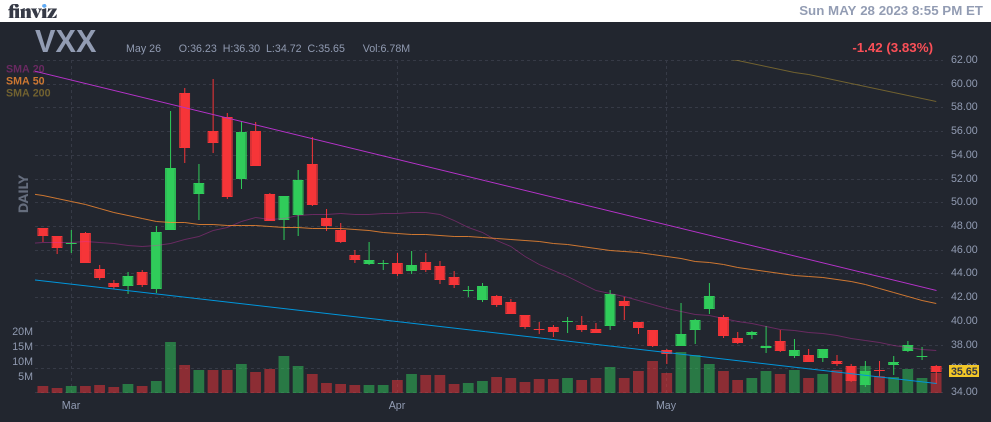 finviz
Sun MAY 28 2023 8:55 PM ET
VXX
May 26 O:36.23 H:36.30 L:34.72 C:35.65 Vol:6.78M
-1.42 (3.83%)
SMA 20
SMA 50
SMA 200
DAILY
62.00
60.00
58.00
56.00
54.00
52.00
50.00
48.00
46.00
44.00
42.00
40.00
38.00
35.65
34.00
20M
15M
10M
5M
Mar Apr May